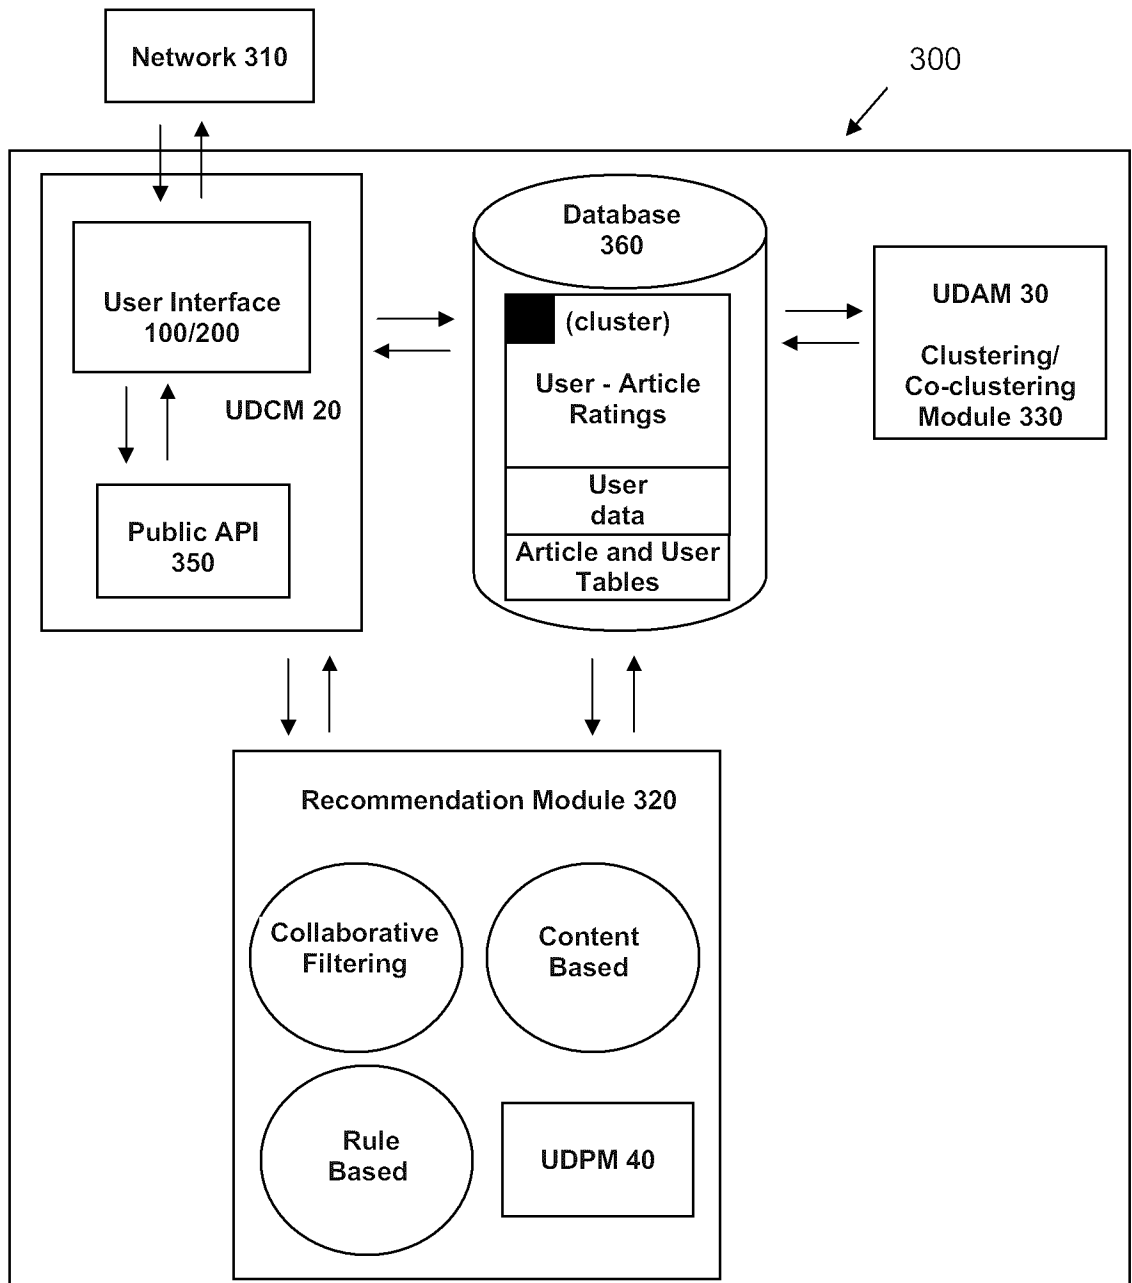 Network 310
300
User Interface
100/200
UDCM 20
Public API
350
Database
360
(cluster)
User - Article
Ratings
User
data
Article and User
Tables
UDAM 30
Clustering/
Co-clustering
Module 330
Recommendation Module 320
Collaborative
Filtering
Content
Based
Rule
Based
UDPM 40